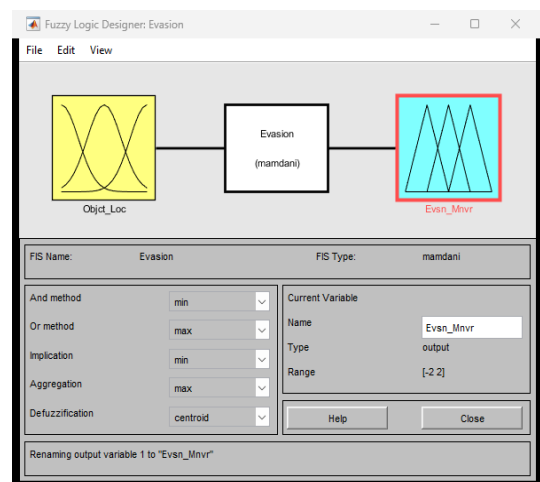 Fuzzy Logic Designer: Evasion
File Edit View
Evasion
(mamdani)
Objct_Loc
Evsn_Mnvr
FIS Name: Evasion FIS Type: mamdani
And method min
Or method max
Implication min
Aggregation max
Defuzzification centroid
Current Variable
Name Evsn_Mnvr
Type output
Range [-2 2]
Help Close
Renaming output variable 1 to "Evsn_Mnvr"